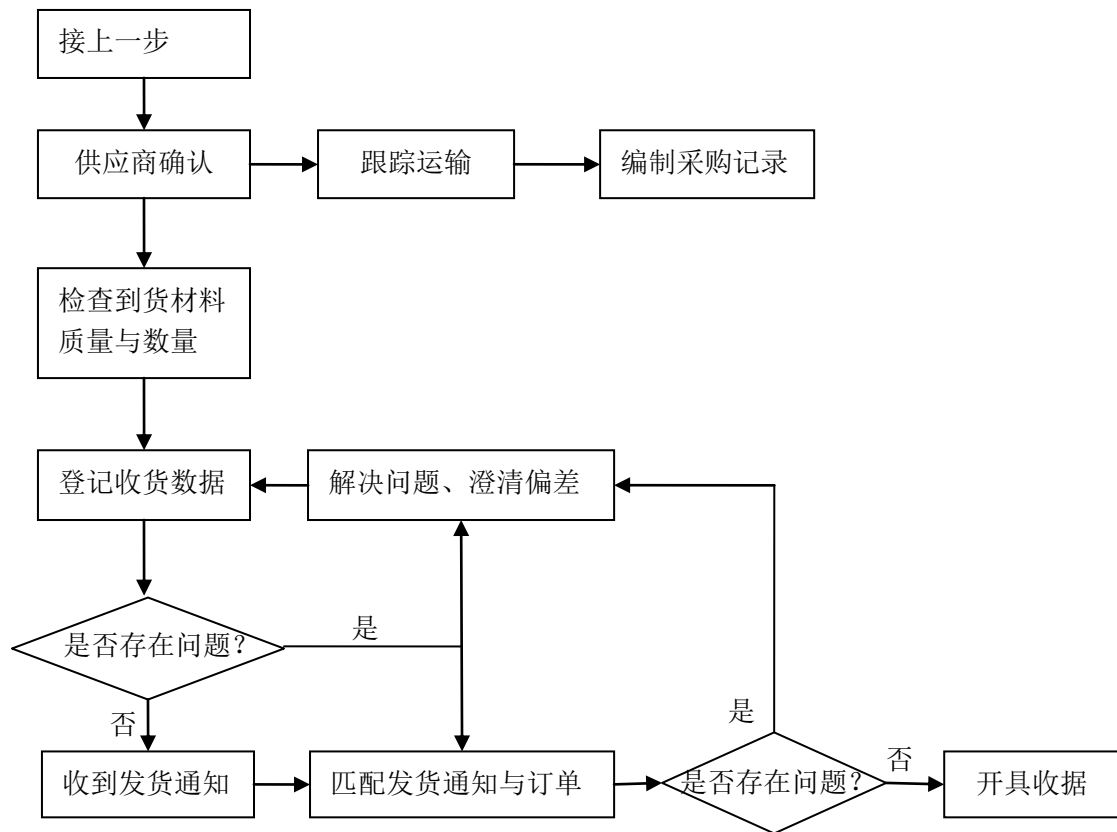 接上一步
供应商确认
跟踪运输
编制采购记录
检查到货材料
质量与数量
登记收货数据
解决问题、澄清偏差
是否存在问题？
是
否
收到发货通知
匹配发货通知与订单
是否存在问题？
是
否
开具收据